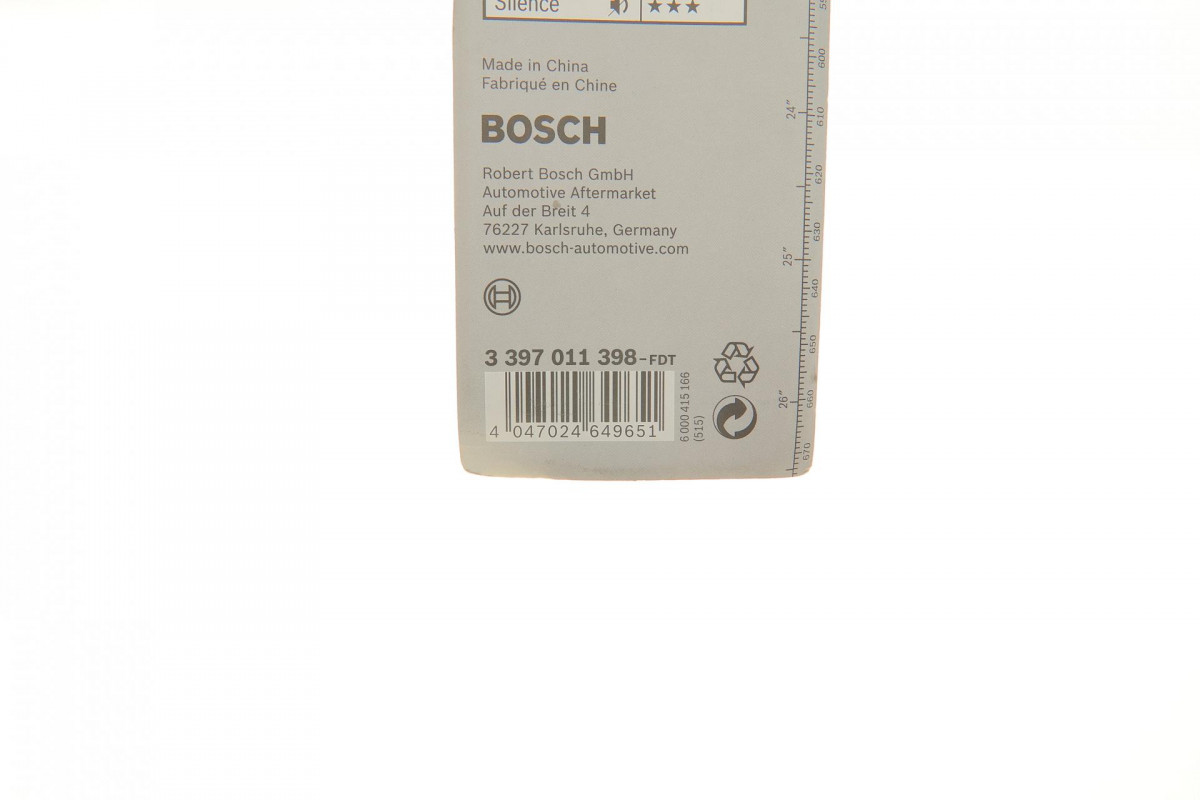 Silence ★★★
Made in China
Fabriqué en Chine
BOSCH
Robert Bosch GmbH
Automotive Aftermarket
Auf der Breit 4
76227 Karlsruhe, Germany
www.bosch-automotive.com
3 397 011 398-FDT
4 047024 649651
6 000 415 166
(515)
600
24"
610
620
630
25"
640
650
26"
660
670